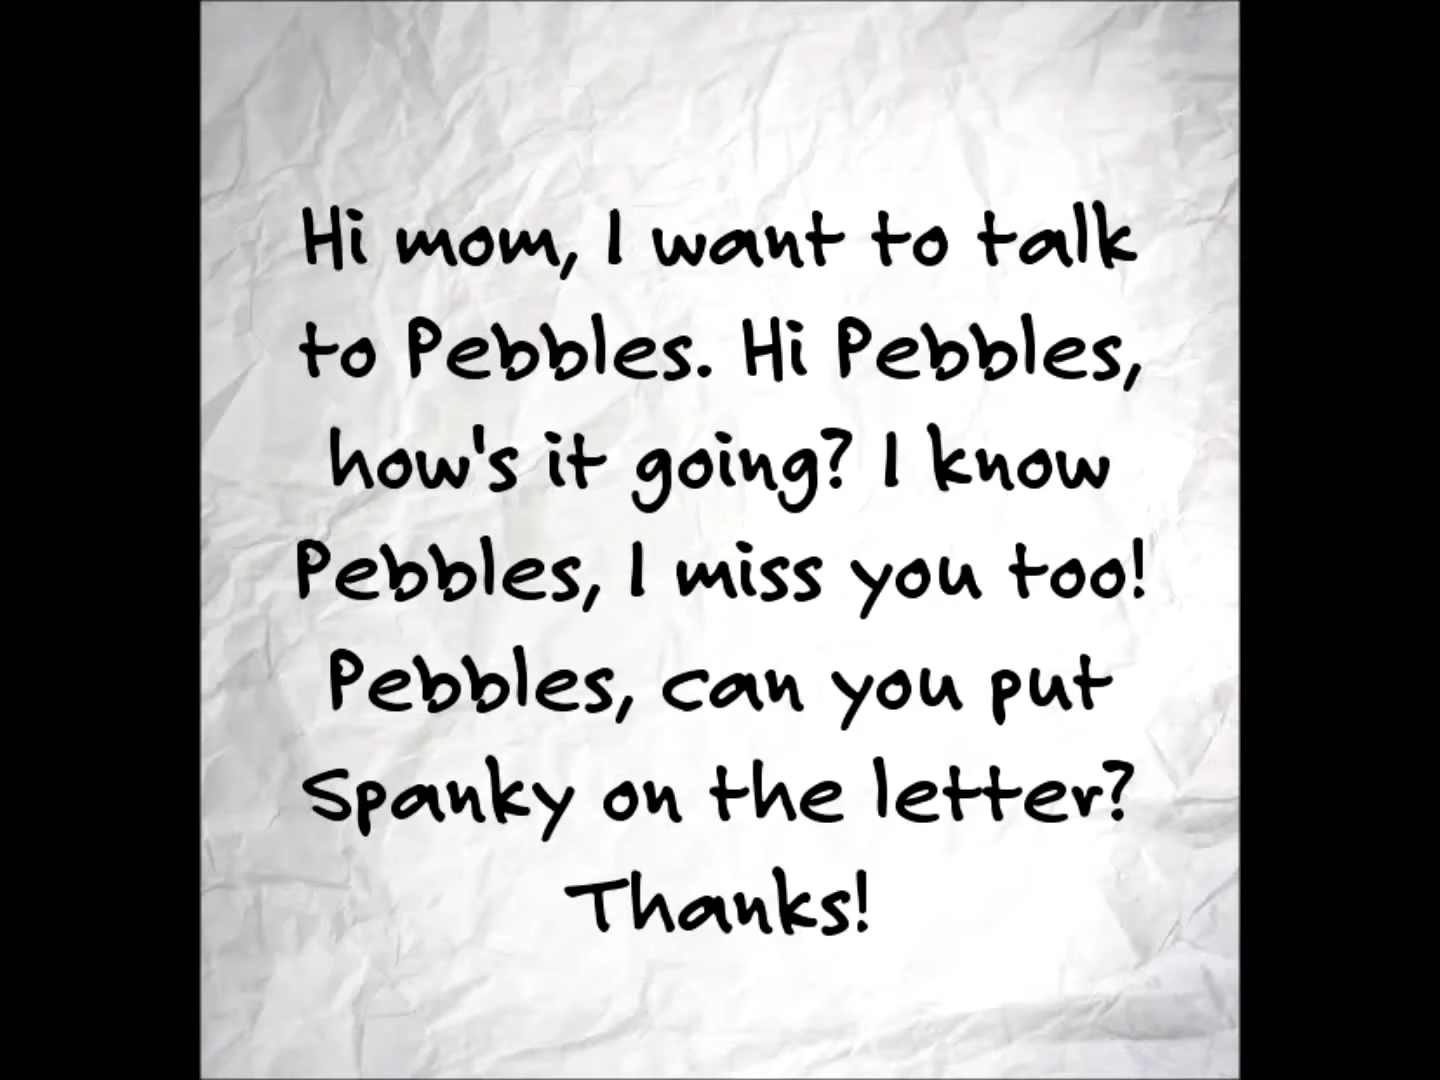 Hi mom, I want to talk
to Pebbles. Hi Pebbles,
how's it going? I know
Pebbles, I miss you too!
Pebbles, can you put
Spanky on the letter?
Thanks!